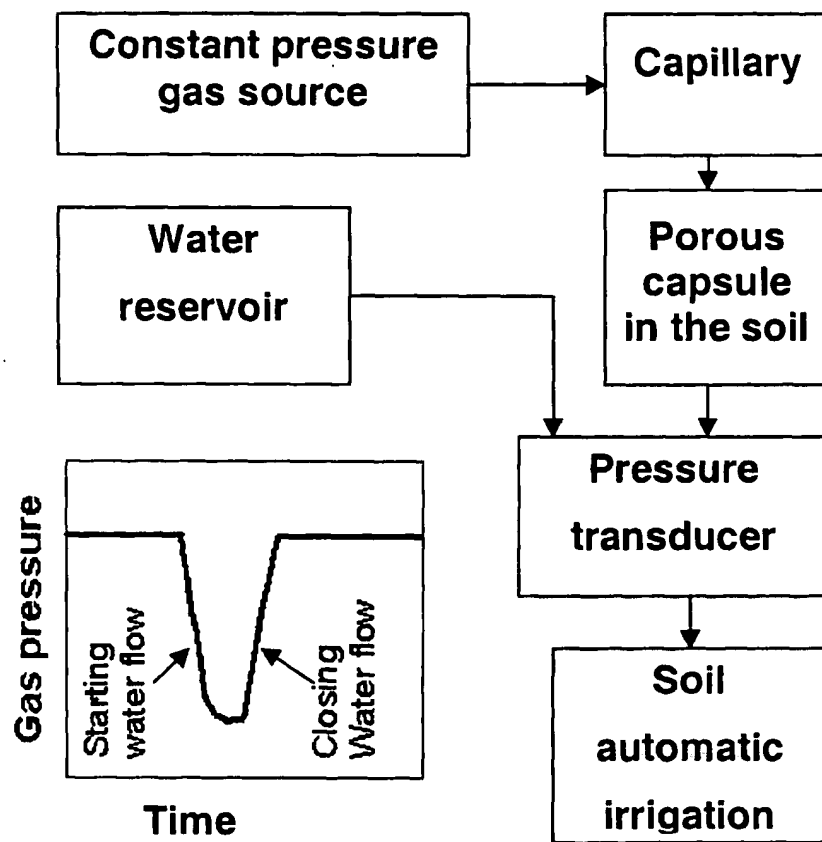 Constant pressure
gas source
Capillary
Water
reservoir
Porous
capsule
in the soil
Pressure
transducer
Soil
automatic
irrigation
Gas pressure
Starting
water flow
Closing
Water flow
Time